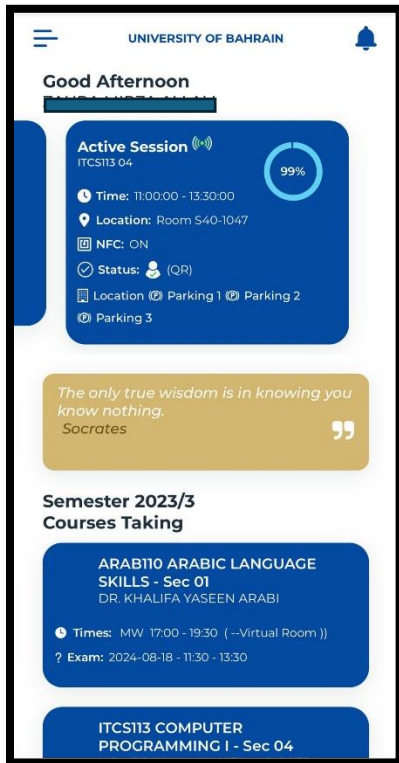 UNIVERSITY OF BAHRAIN
Good Afternoon
Active Session
ITCS113 04
99%
Time: 11:00:00 - 13:30:00
Location: Room S40-1047
NFC: ON
Status: (QR)
Location Parking 1 Parking 2
Parking 3
The only true wisdom is in knowing you
know nothing.
Socrates
Semester 2023/3
Courses Taking
ARAB110 ARABIC LANGUAGE
SKILLS - Sec 01
DR. KHALIFA YASEEN ARABI
Times: MW 17:00 - 19:30 ( --Virtual Room ))
? Exam: 2024-08-18 - 11:30 - 13:30
ITCS113 COMPUTER
PROGRAMMING I - Sec 04